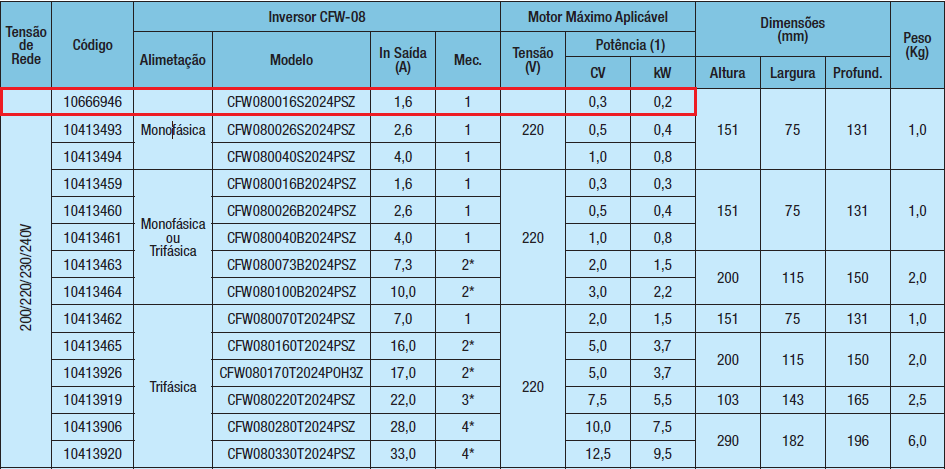 Tensão de Rede Código Inversor CFW-08 Motor Máximo Aplicável Dimensões (mm) Peso (Kg)
Alimetação Modelo In Saída (A) Mec. Tensão (V) Potência (1)
CV kW Altura Largura Profund.
200/220/230/240V
10666946 CFW080016S2024PSZ 1,6 1 0,3 0,2
10413493 Monofásica CFW080026S2024PSZ 2,6 1 220 0,5 0,4 151 75 131 1,0
10413494 CFW080040S2024PSZ 4,0 1 1,0 0,8
10413459 CFW080016B2024PSZ 1,6 1 0,3 0,3
10413460 Monofásica ou Trifásica CFW080026B2024PSZ 2,6 1 220 0,5 0,4 151 75 131 1,0
10413461 CFW080040B2024PSZ 4,0 1 1,0 0,8
10413463 CFW080073B2024PSZ 7,3 2* 2,0 1,5 200 115 150 2,0
10413464 CFW080100B2024PSZ 10,0 2* 3,0 2,2
10413462 CFW080070T2024PSZ 7,0 1 2,0 1,5 151 75 131 1,0
10413465 CFW080160T2024PSZ 16,0 2* 5,0 3,7 200 115 150 2,0
10413926 Trifásica CFW080170T2024POH3Z 17,0 2* 220 5,0 3,7
10413919 CFW080220T2024PSZ 22,0 3* 7,5 5,5 103 143 165 2,5
10413906 CFW080280T2024PSZ 28,0 4* 10,0 7,5 290 182 196 6,0
10413920 CFW080330T2024PSZ 33,0 4* 12,5 9,5